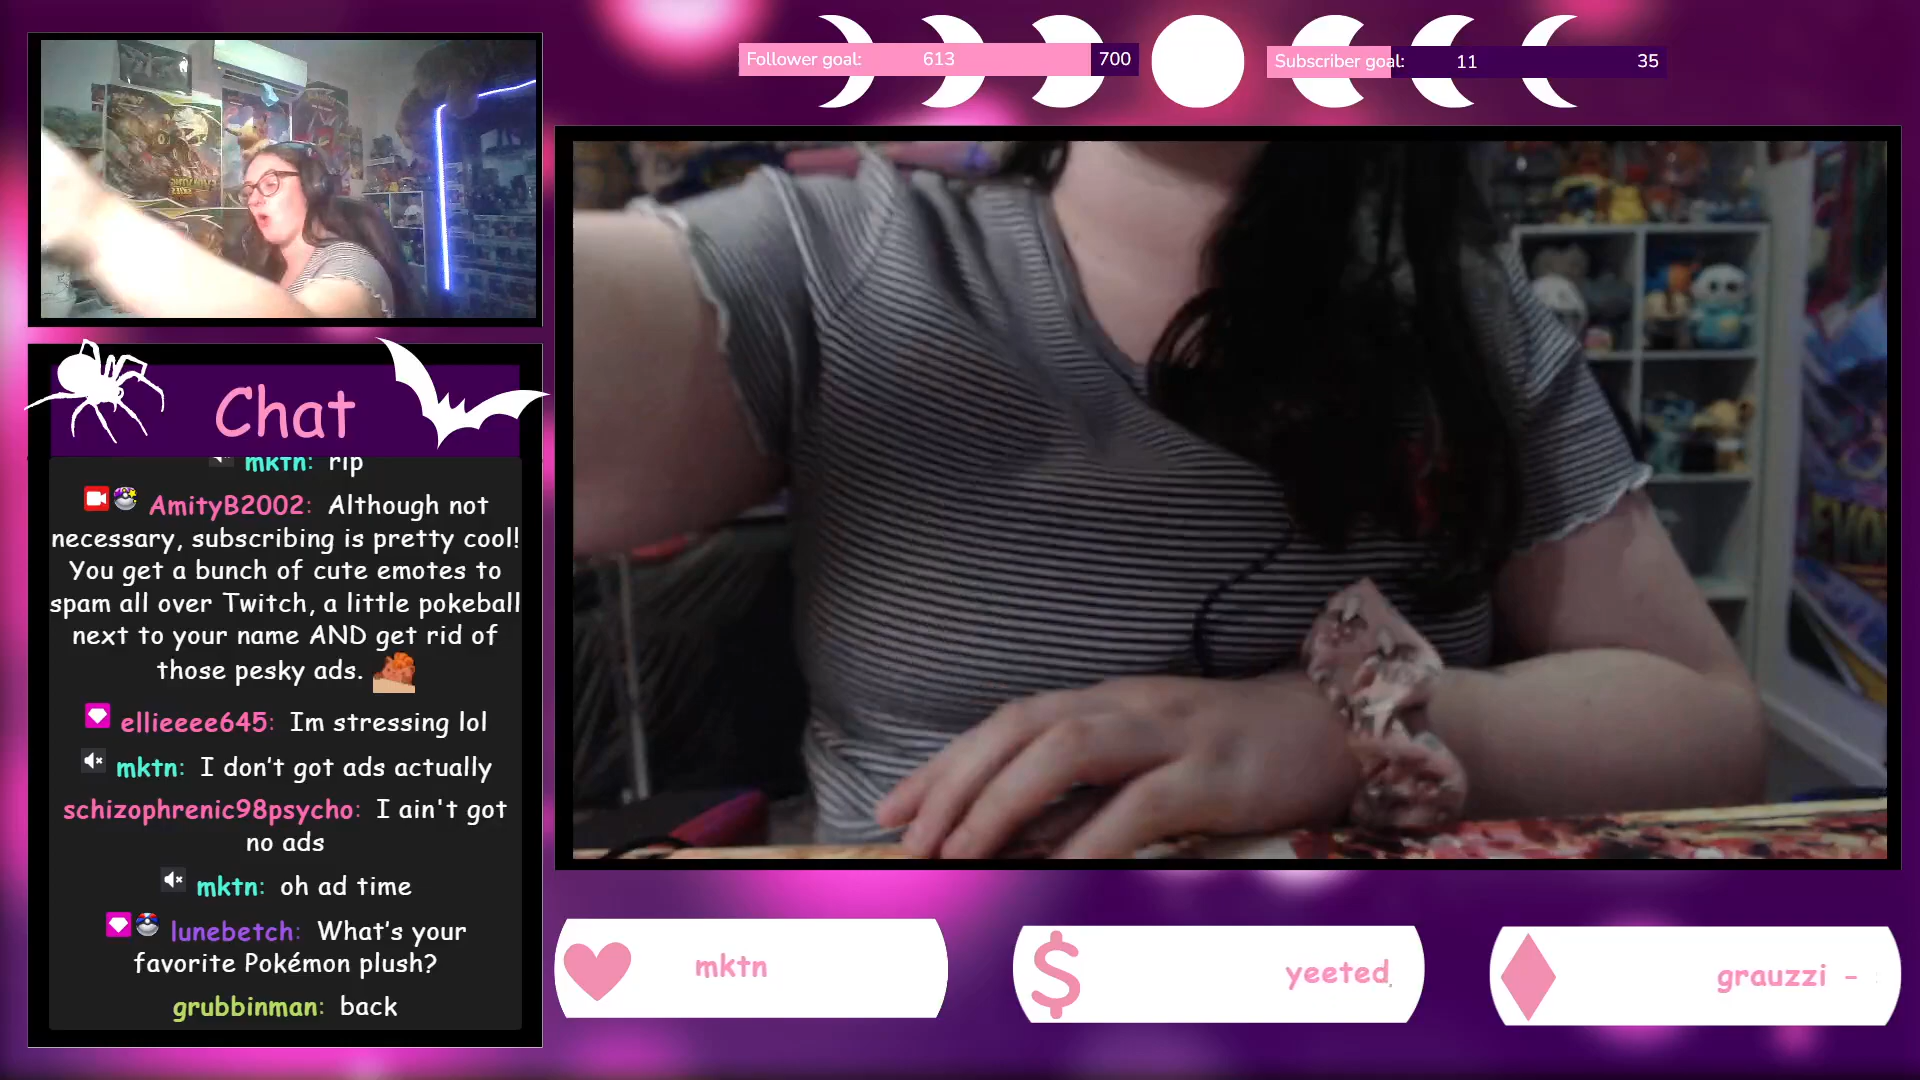 Follower goal: 613 700
Subscriber goal: 11 35
Chat
mktn: rip
AmityB2002: Although not
necessary, subscribing is pretty cool!
You get a bunch of cute emotes to
spam all over Twitch, a little pokeball
next to your name AND get rid of
those pesky ads.
ellieeee645: Im stressing lol
mktn: I don't got ads actually
schizophrenic98psycho: I ain't got
no ads
mktn: oh ad time
lunebetch: What's your
favorite Pokémon plush?
grubbinman: back
mktn
yeeted
grauzzi -